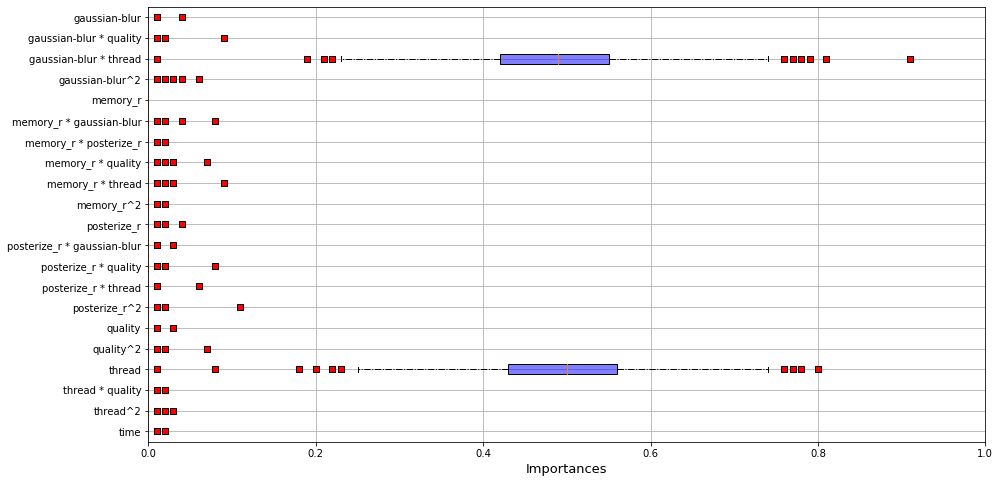 gaussian-blur
gaussian-blur * quality
gaussian-blur * thread
gaussian-blur^2
memory_r
memory_r * gaussian-blur
memory_r * posterize_r
memory_r * quality
memory_r * thread
memory_r^2
posterize_r
posterize_r * gaussian-blur
posterize_r * quality
posterize_r * thread
posterize_r^2
quality
quality^2
thread
thread * quality
thread^2
time
0.0 0.2 0.4 0.6 0.8 1.0
Importances